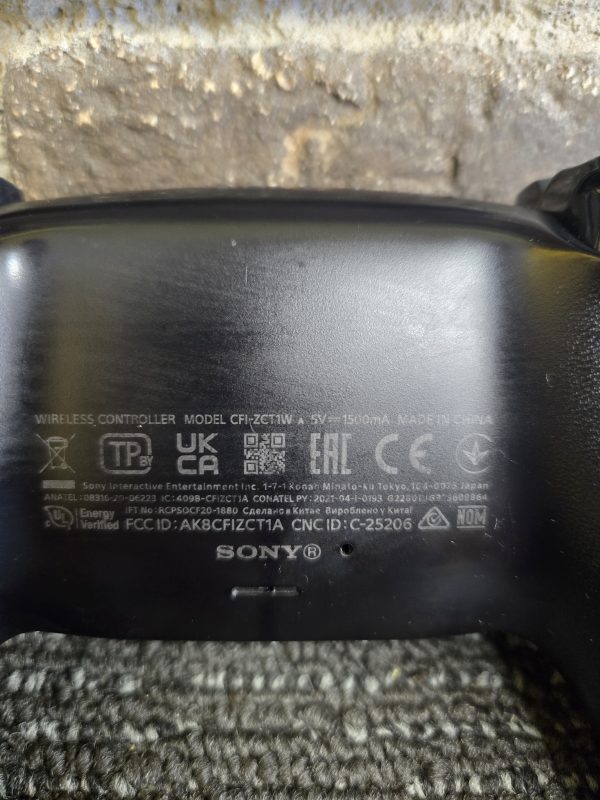 WIRELESS CONTROLLER MODEL CFI-ZCT1W A 5V⎓1500mA MADE IN CHINA
TP BY UK CA EAC CE
Sony Interactive Entertainment Inc. 1-7-1 Konan Minato-ku Tokyo, 108-0075 Japan
ANATEL: 08316-20-06223 IC: 409B-CFIZCT1A CONATEL PY: 2021-04-I-0193
IFT No: RCPSOCF20-1880 Сделано в Китае Вироблено у Китаї
UL Energy Verified FCC ID: AK8CFIZCT1A CNC ID: C-25206 NOM
SONY®